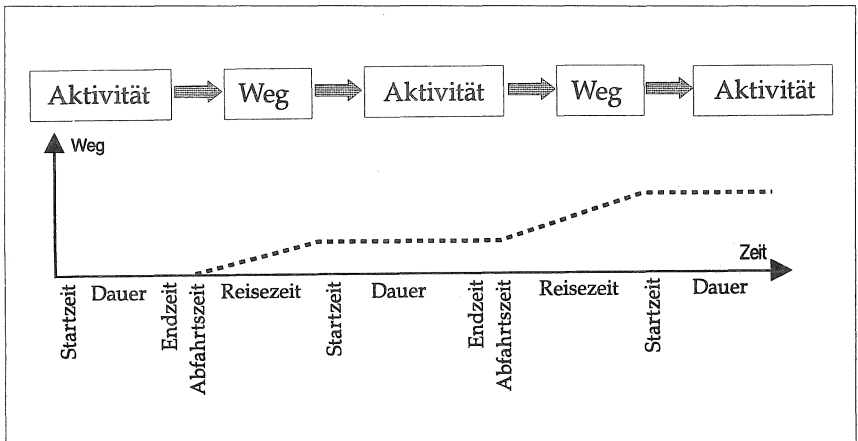 Aktivität Weg Aktivität Weg Aktivität
Weg
Zeit
Startzeit Dauer Endzeit Abfahrtszeit Reisezeit Startzeit Dauer Endzeit Abfahrtszeit Reisezeit Startzeit Dauer